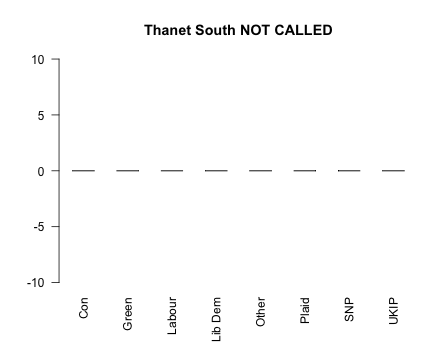 Thanet South NOT CALLED
10
5
0
-5
-10
Con
Green
Labour
Lib Dem
Other
Plaid
SNP
UKIP